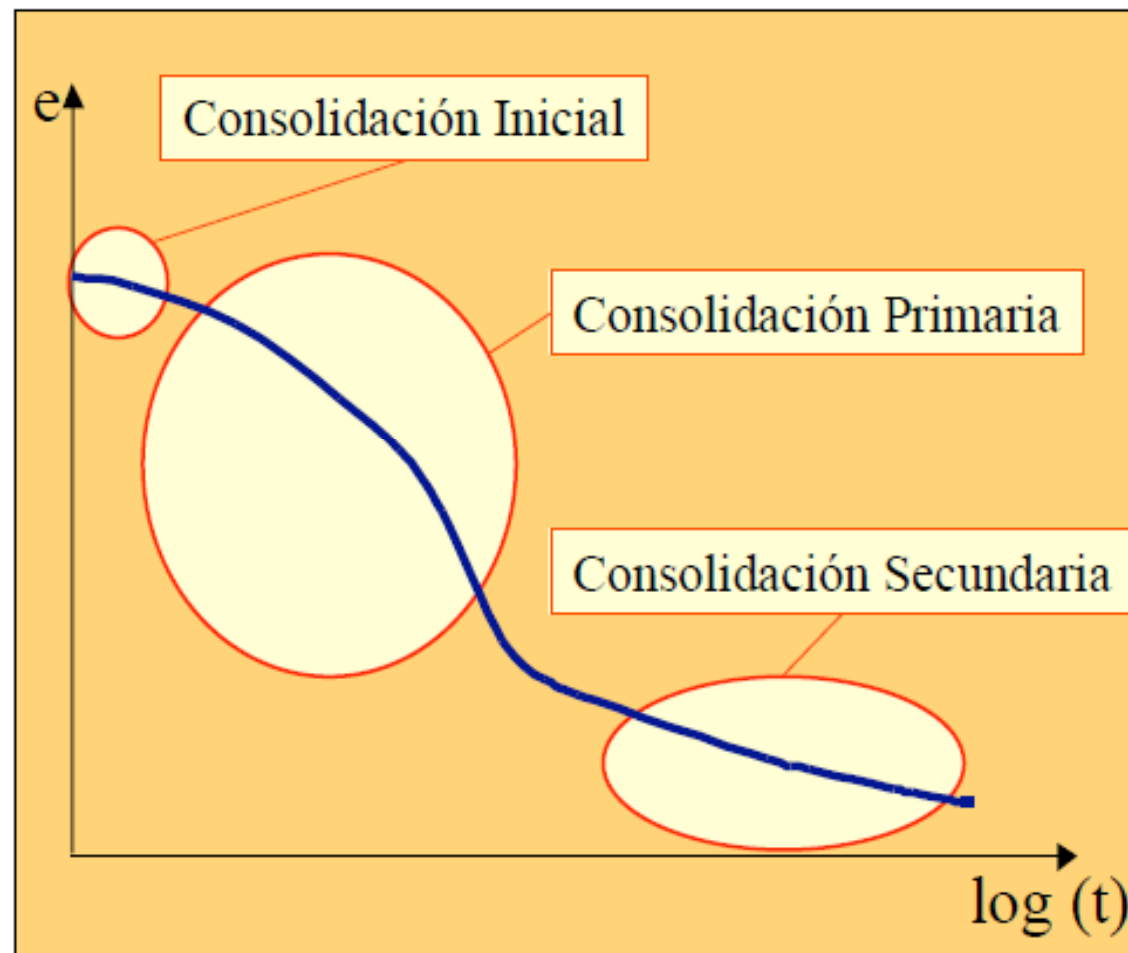 e
Consolidación Inicial
Consolidación Primaria
Consolidación Secundaria
log (t)